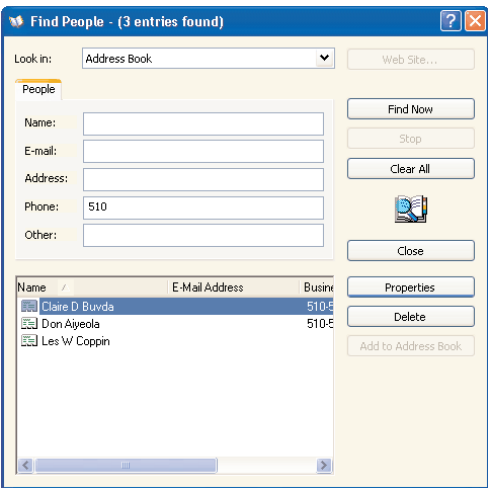 Find People - (3 entries found)
Look in: Address Book
Web Site...
People
Name:
E-mail:
Address:
Phone: 510
Other:
Find Now
Stop
Clear All
Close
Name E-Mail Address Busine
Claire D Buvda 510-5
Don Aiyeola 510-5
Les W Coppin
Properties
Delete
Add to Address Book